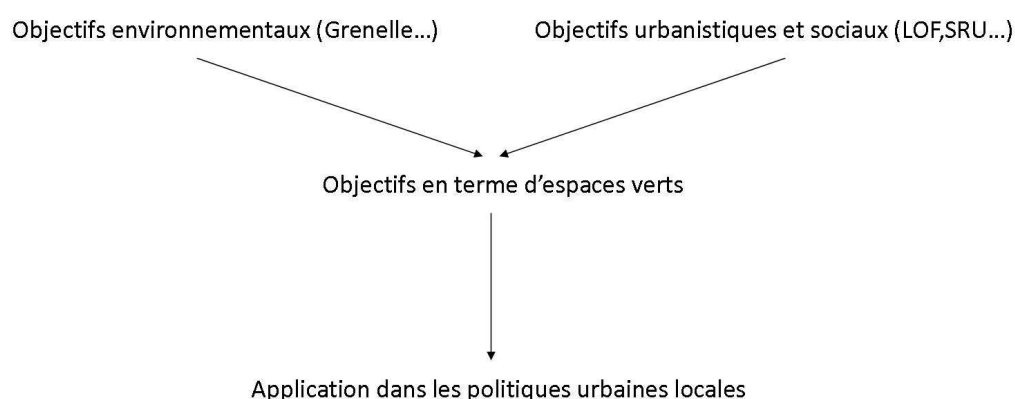 Objectifs environnementaux (Grenelle...)
Objectifs urbanistiques et sociaux (LOF,SRU...)
Objectifs en terme d’espaces verts
Application dans les politiques urbaines locales